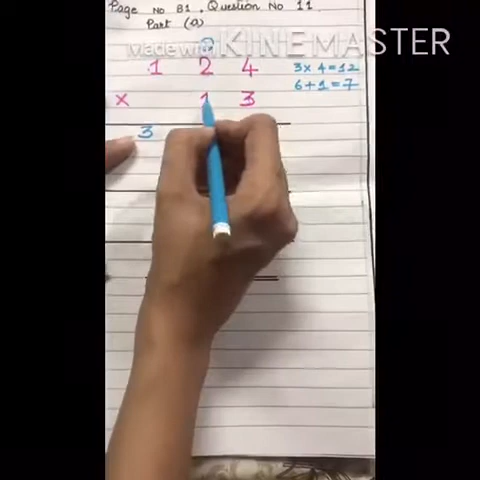 Page No 81, Question No 11
Part (a)
Made with KINEMASTER
1 2 4
3 x 4 = 12
x 1 3
6 + 1 = 7
3